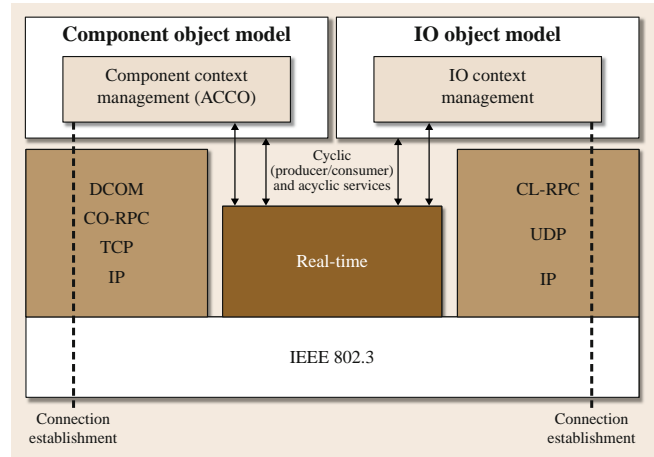 Component object model
Component context
management (ACCO)
IO object model
IO context
management
Cyclic
(producer/consumer)
and acyclic services
DCOM
CO-RPC
TCP
IP
Real-time
CL-RPC
UDP
IP
IEEE 802.3
Connection
establishment
Connection
establishment